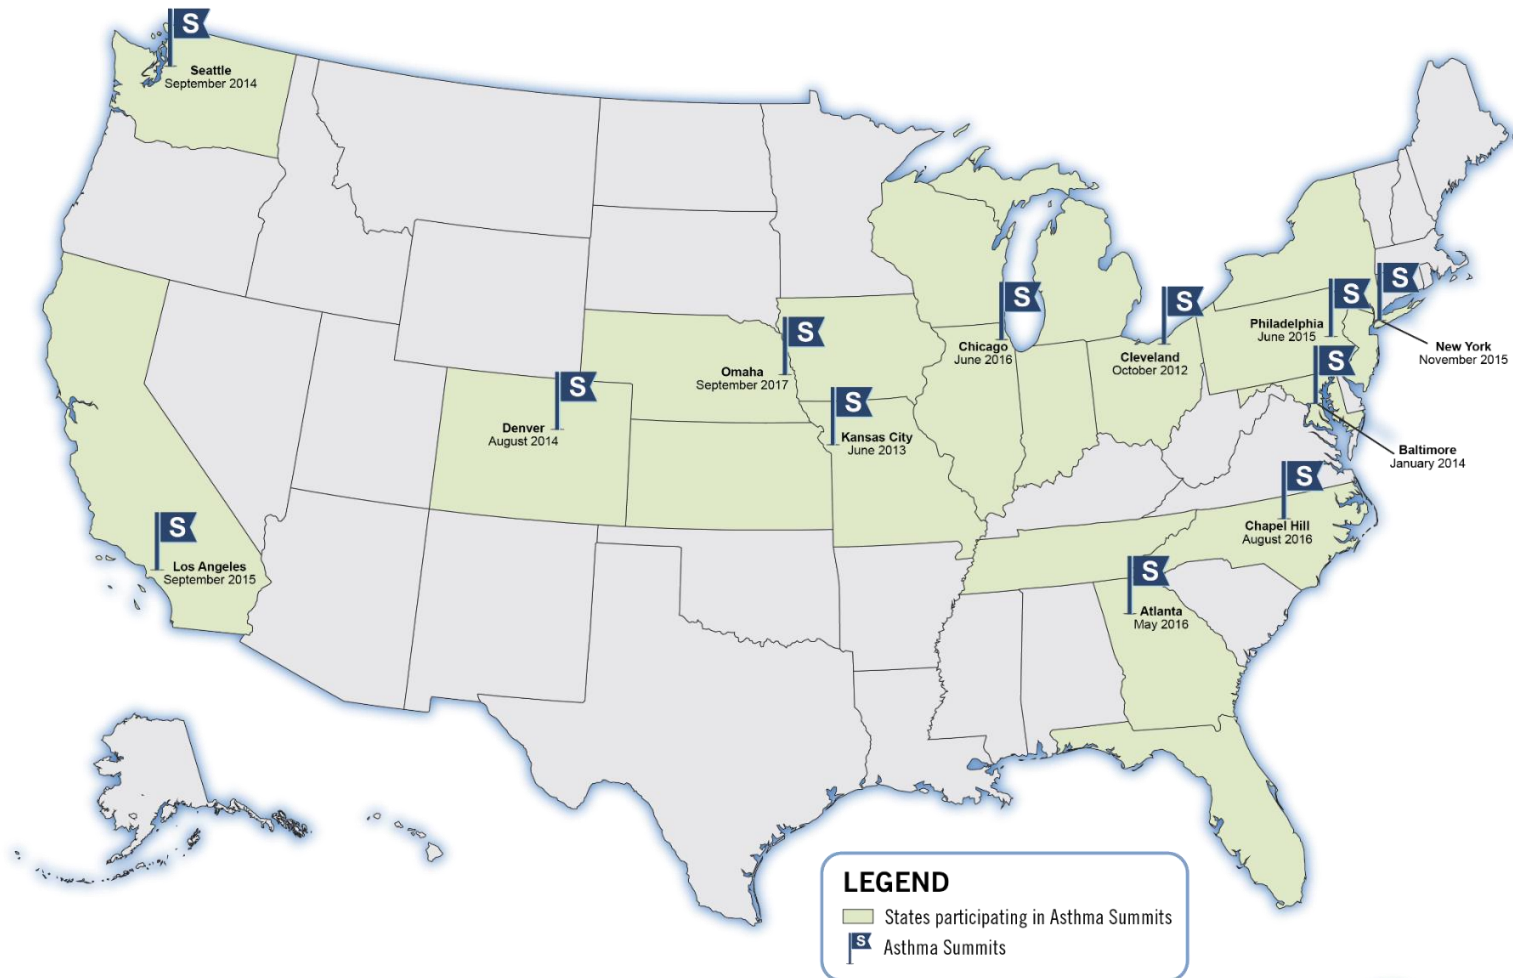 S
Seattle
September 2014
S
Los Angeles
September 2015
S
Denver
August 2014
S
Omaha
September 2017
S
Kansas City
June 2013
S
Chicago
June 2016
S
Cleveland
October 2012
S
Philadelphia
June 2015
S
New York
November 2015
S
Baltimore
January 2014
S
Chapel Hill
August 2016
S
Atlanta
May 2016
LEGEND
States participating in Asthma Summits
S
Asthma Summits